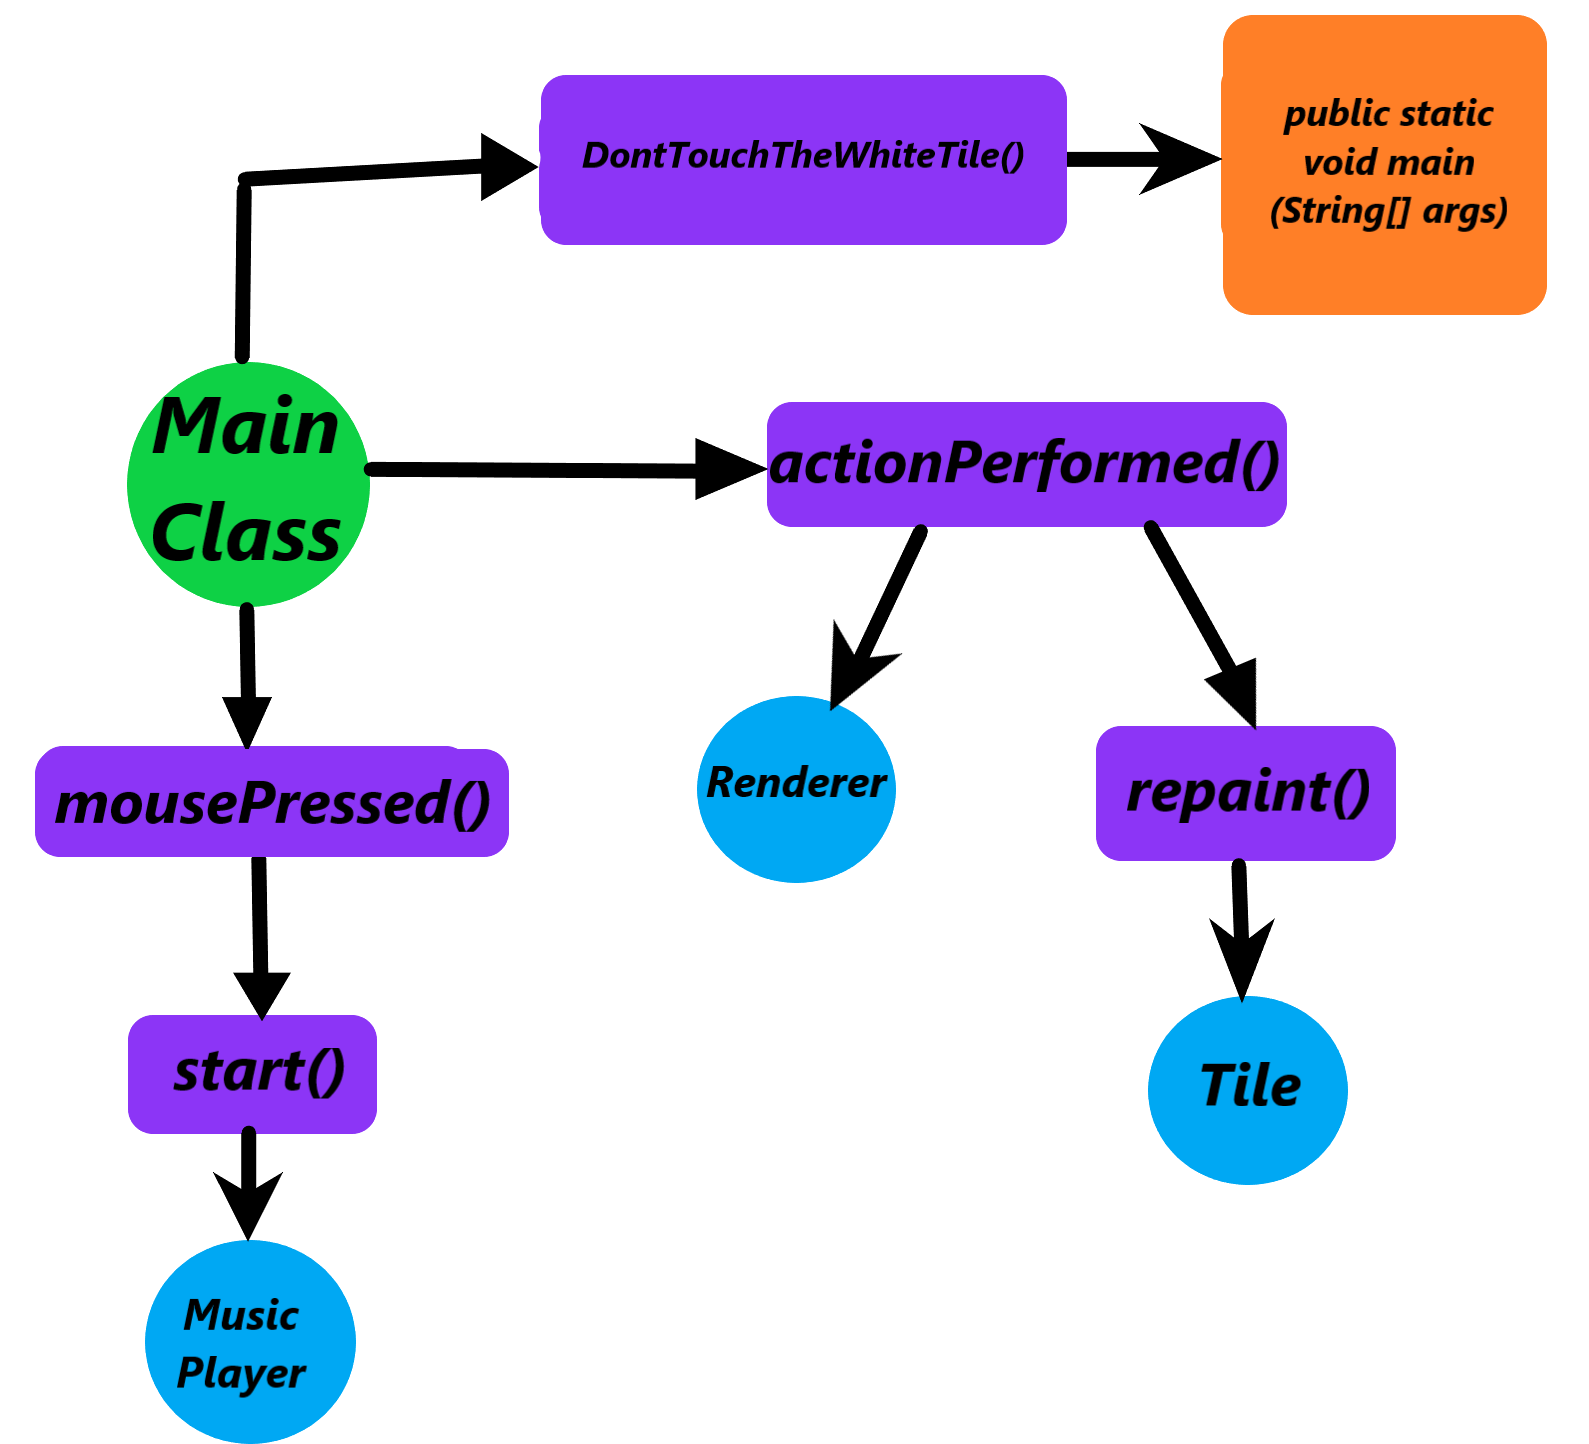 DontTouchTheWhiteTile()
public static
void main
(String[] args)
Main
Class
actionPerformed()
mousePressed()
Renderer
repaint()
start()
Tile
Music
Player